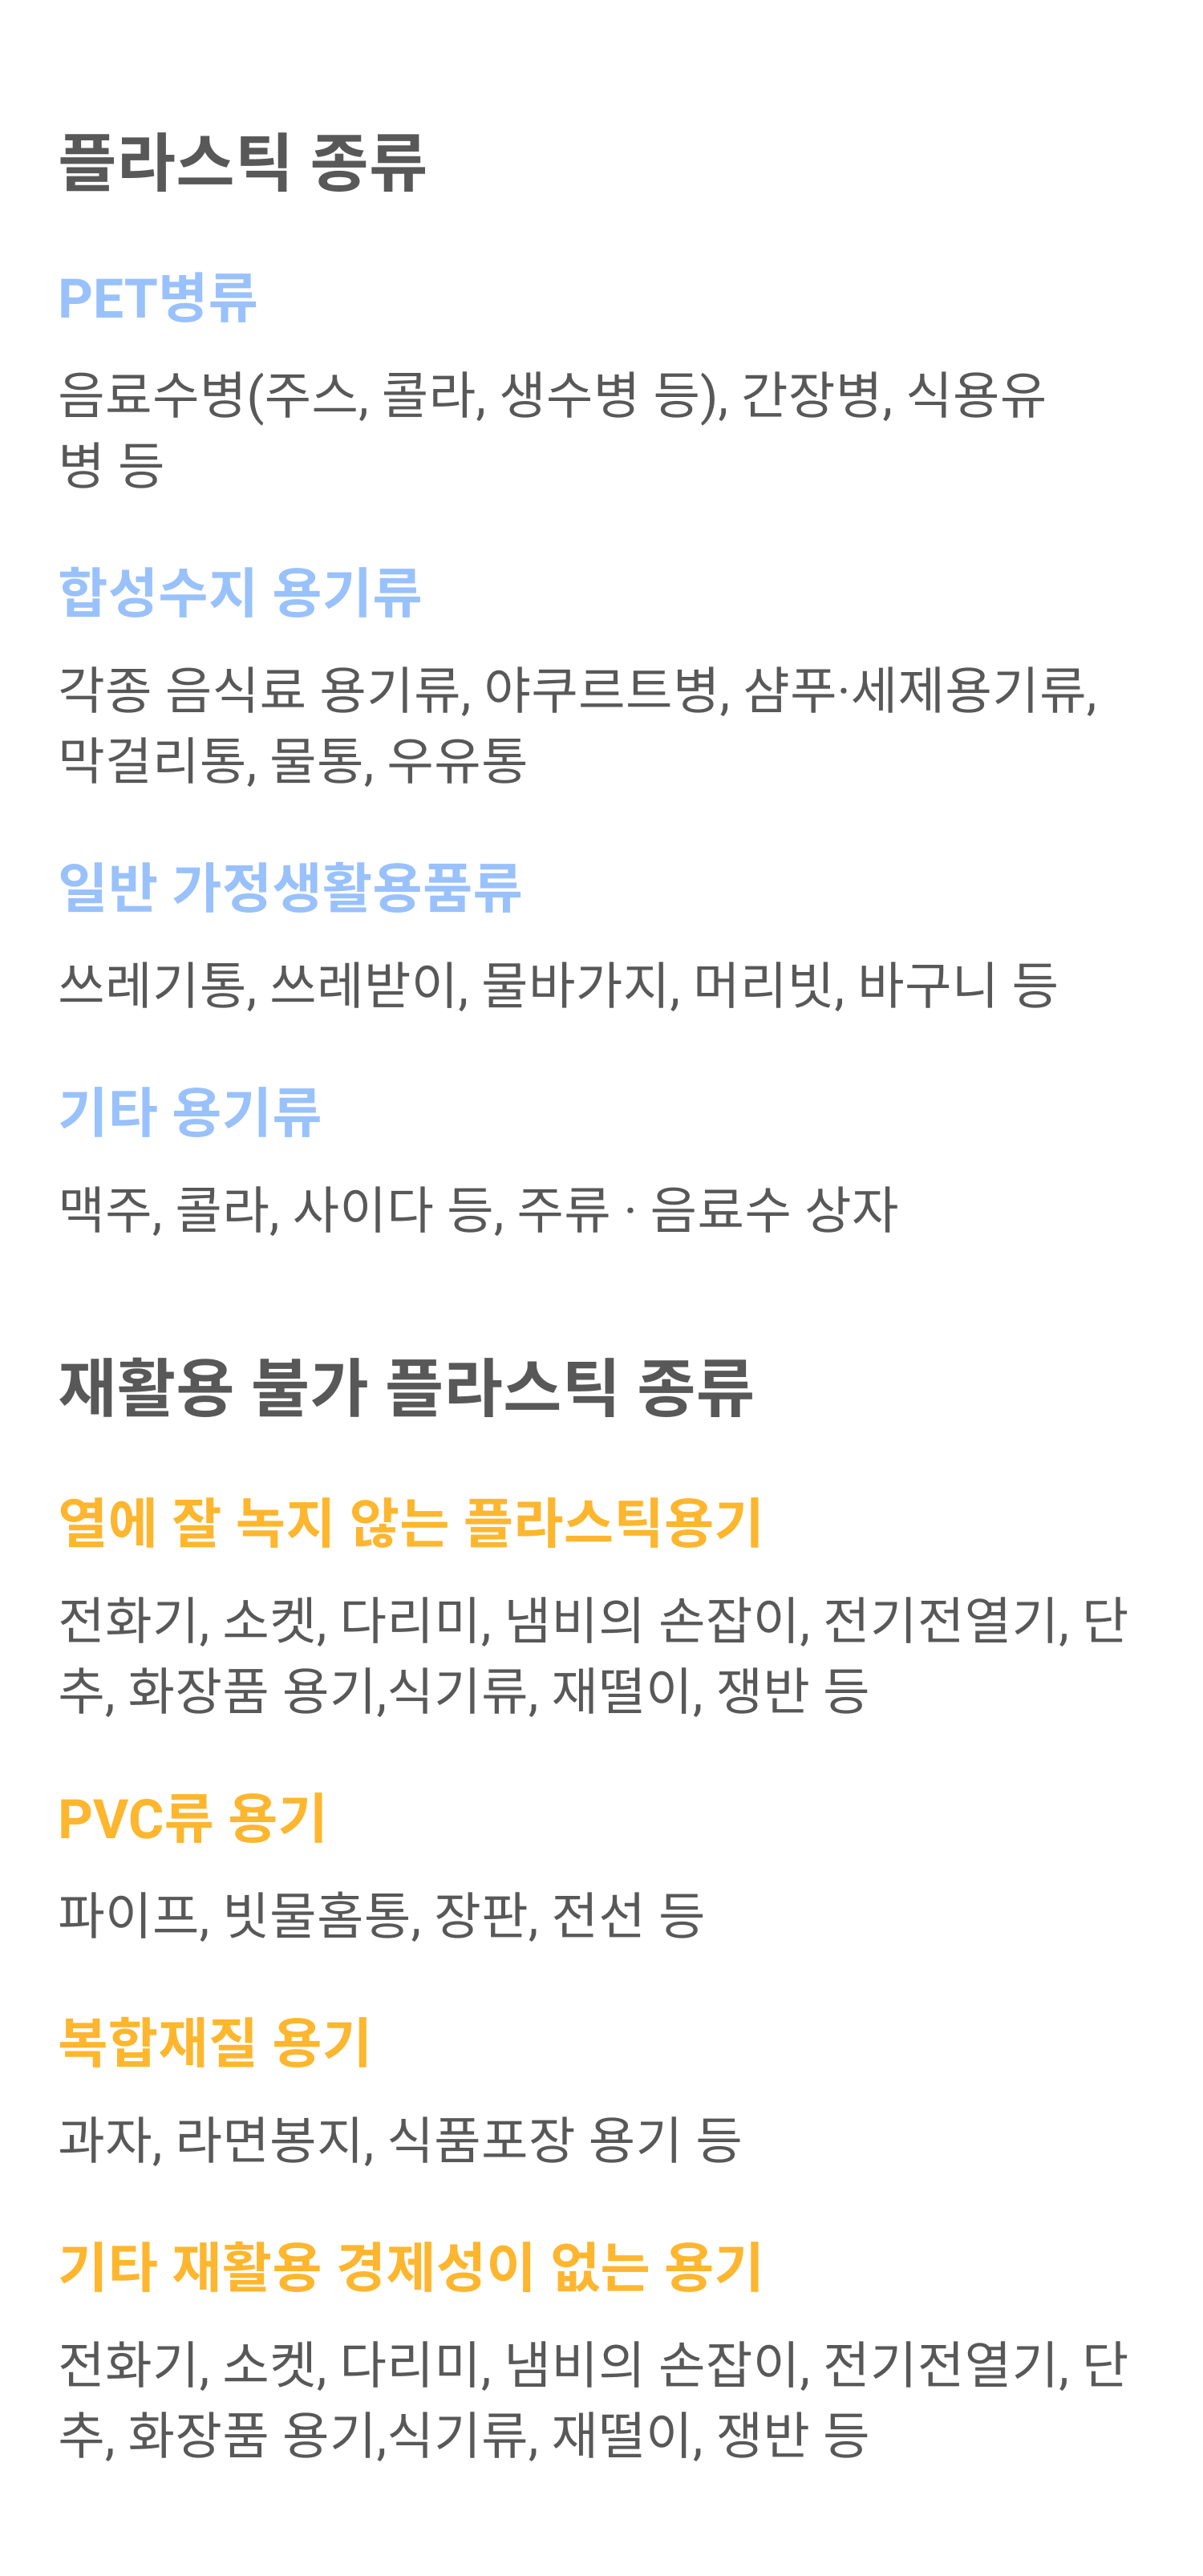 플라스틱 종류
PET병류
음료수병(주스, 콜라, 생수병 등), 간장병, 식용유
병 등
합성수지 용기류
각종 음식료 용기류, 야쿠르트병, 샴푸·세제용기류,
막걸리통, 물통, 우유통
일반 가정생활용품류
쓰레기통, 쓰레받이, 물바가지, 머리빗, 바구니 등
기타 용기류
맥주, 콜라, 사이다 등, 주류 · 음료수 상자
재활용 불가 플라스틱 종류
열에 잘 녹지 않는 플라스틱용기
전화기, 소켓, 다리미, 냄비의 손잡이, 전기전열기, 단
추, 화장품 용기,식기류, 재떨이, 쟁반 등
PVC류 용기
파이프, 빗물홈통, 장판, 전선 등
복합재질 용기
과자, 라면봉지, 식품포장 용기 등
기타 재활용 경제성이 없는 용기
전화기, 소켓, 다리미, 냄비의 손잡이, 전기전열기, 단
추, 화장품 용기,식기류, 재떨이, 쟁반 등